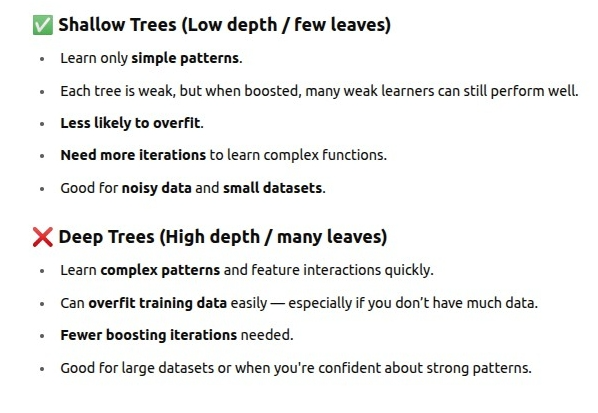 ✅ Shallow Trees (Low depth / few leaves)
• Learn only simple patterns.
• Each tree is weak, but when boosted, many weak learners can still perform well.
• Less likely to overfit.
• Need more iterations to learn complex functions.
• Good for noisy data and small datasets.
❌ Deep Trees (High depth / many leaves)
• Learn complex patterns and feature interactions quickly.
• Can overfit training data easily — especially if you don’t have much data.
• Fewer boosting iterations needed.
• Good for large datasets or when you're confident about strong patterns.